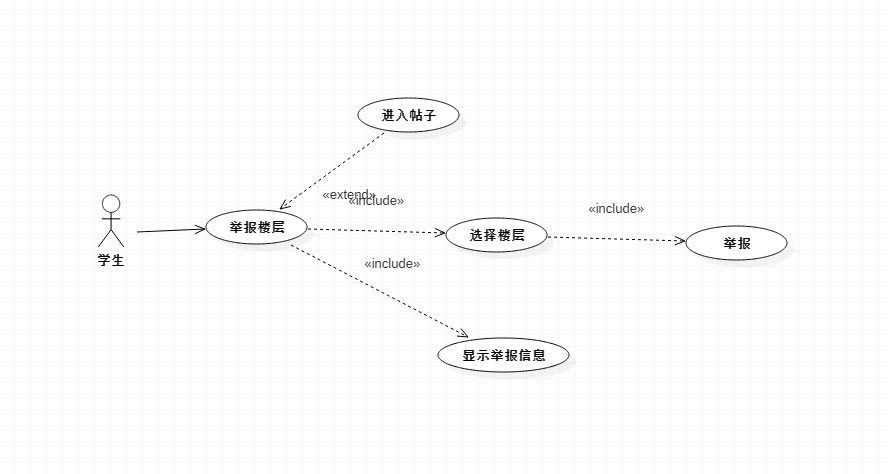 进入帖子
«extend»
«include»
«include»
举报楼层
选择楼层
举报
学生
«include»
显示举报信息